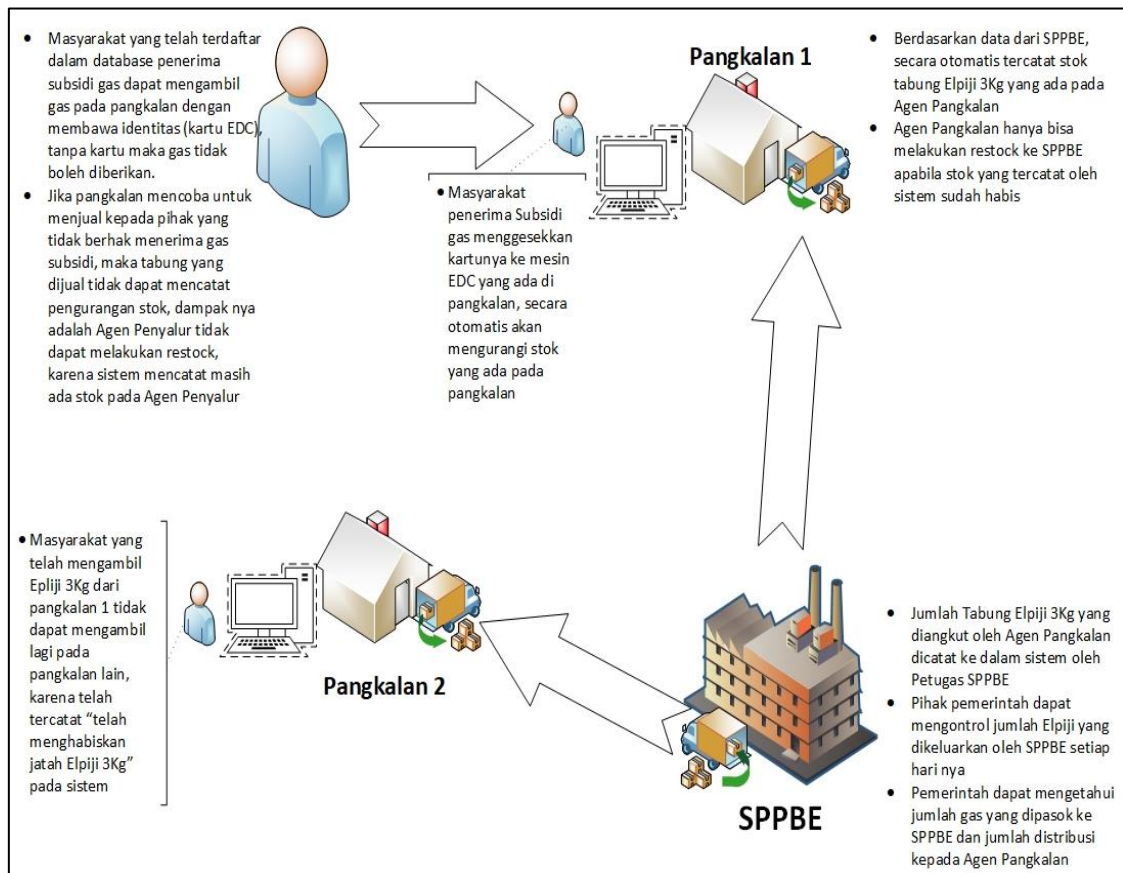 • Masyarakat yang telah terdaftar
dalam database penerima
subsidi gas dapat mengambil
gas pada pangkalan dengan
membawa identitas (kartu EDC),
tanpa kartu maka gas tidak
boleh diberikan.
• Jika pangkalan mencoba untuk
menjual kepada pihak yang
tidak berhak menerima gas
subsidi, maka tabung yang
dijual tidak dapat mencatat
pengurangan stok, dampak nya
adalah Agen Penyalur tidak
dapat melakukan restock,
karena sistem mencatat masih
ada stok pada Agen Penyalur
• Masyarakat
penerima Subsidi
gas menggesekkan
kartunya ke mesin
EDC yang ada di
pangkalan, secara
otomatis akan
mengurangi stok
yang ada pada
pangkalan
Pangkalan 1
• Berdasarkan data dari SPPBE,
secara otomatis tercatat stok
tabung Elpiji 3Kg yang ada pada
Agen Pangkalan
• Agen Pangkalan hanya bisa
melakukan restock ke SPPBE
apabila stok yang tercatat oleh
sistem sudah habis
• Masyarakat yang
telah mengambil
Epliji 3Kg dari
pangkalan 1 tidak
dapat mengambil
lagi pada
pangkalan lain,
karena telah
tercatat “telah
menghabiskan
jatah Elpiji 3Kg”
pada sistem
Pangkalan 2
SPPBE
• Jumlah Tabung Elpiji 3Kg yang
diangkut oleh Agen Pangkalan
dicatat ke dalam sistem oleh
Petugas SPPBE
• Pihak pemerintah dapat
mengontrol jumlah Elpiji yang
dikeluarkan oleh SPPBE setiap
hari nya
• Pemerintah dapat mengetahui
jumlah gas yang dipasok ke
SPPBE dan jumlah distribusi
kepada Agen Pangkalan